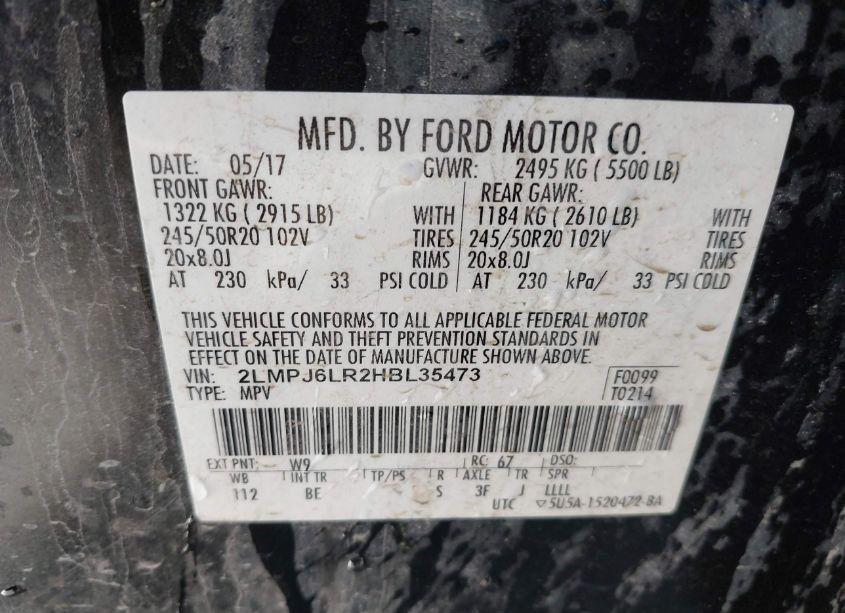 MFD. BY FORD MOTOR CO.
DATE: 05/17 GVWR: 2495 KG ( 5500 LB)
FRONT GAWR: REAR GAWR:
1322 KG ( 2915 LB) WITH 1184 KG ( 2610 LB) WITH
245/50R20 102V TIRES 245/50R20 102V TIRES
20x8.0J RIMS 20x8.0J RIMS
AT 230 kPa/ 33 PSI COLD AT 230 kPa/ 33 PSI COLD
THIS VEHICLE CONFORMS TO ALL APPLICABLE FEDERAL MOTOR
VEHICLE SAFETY AND THEFT PREVENTION STANDARDS IN
EFFECT ON THE DATE OF MANUFACTURE SHOWN ABOVE.
VIN: 2LMPJ6LR2HBL35473 F0099
TYPE: MPV T0214
EXT PNT: W9 RC: 67 DSO:
WB INT TR TP/PS R AXLE TR SPR
112 BE S 3F J LLLL
UTC ▽5U5A-1520472-BA